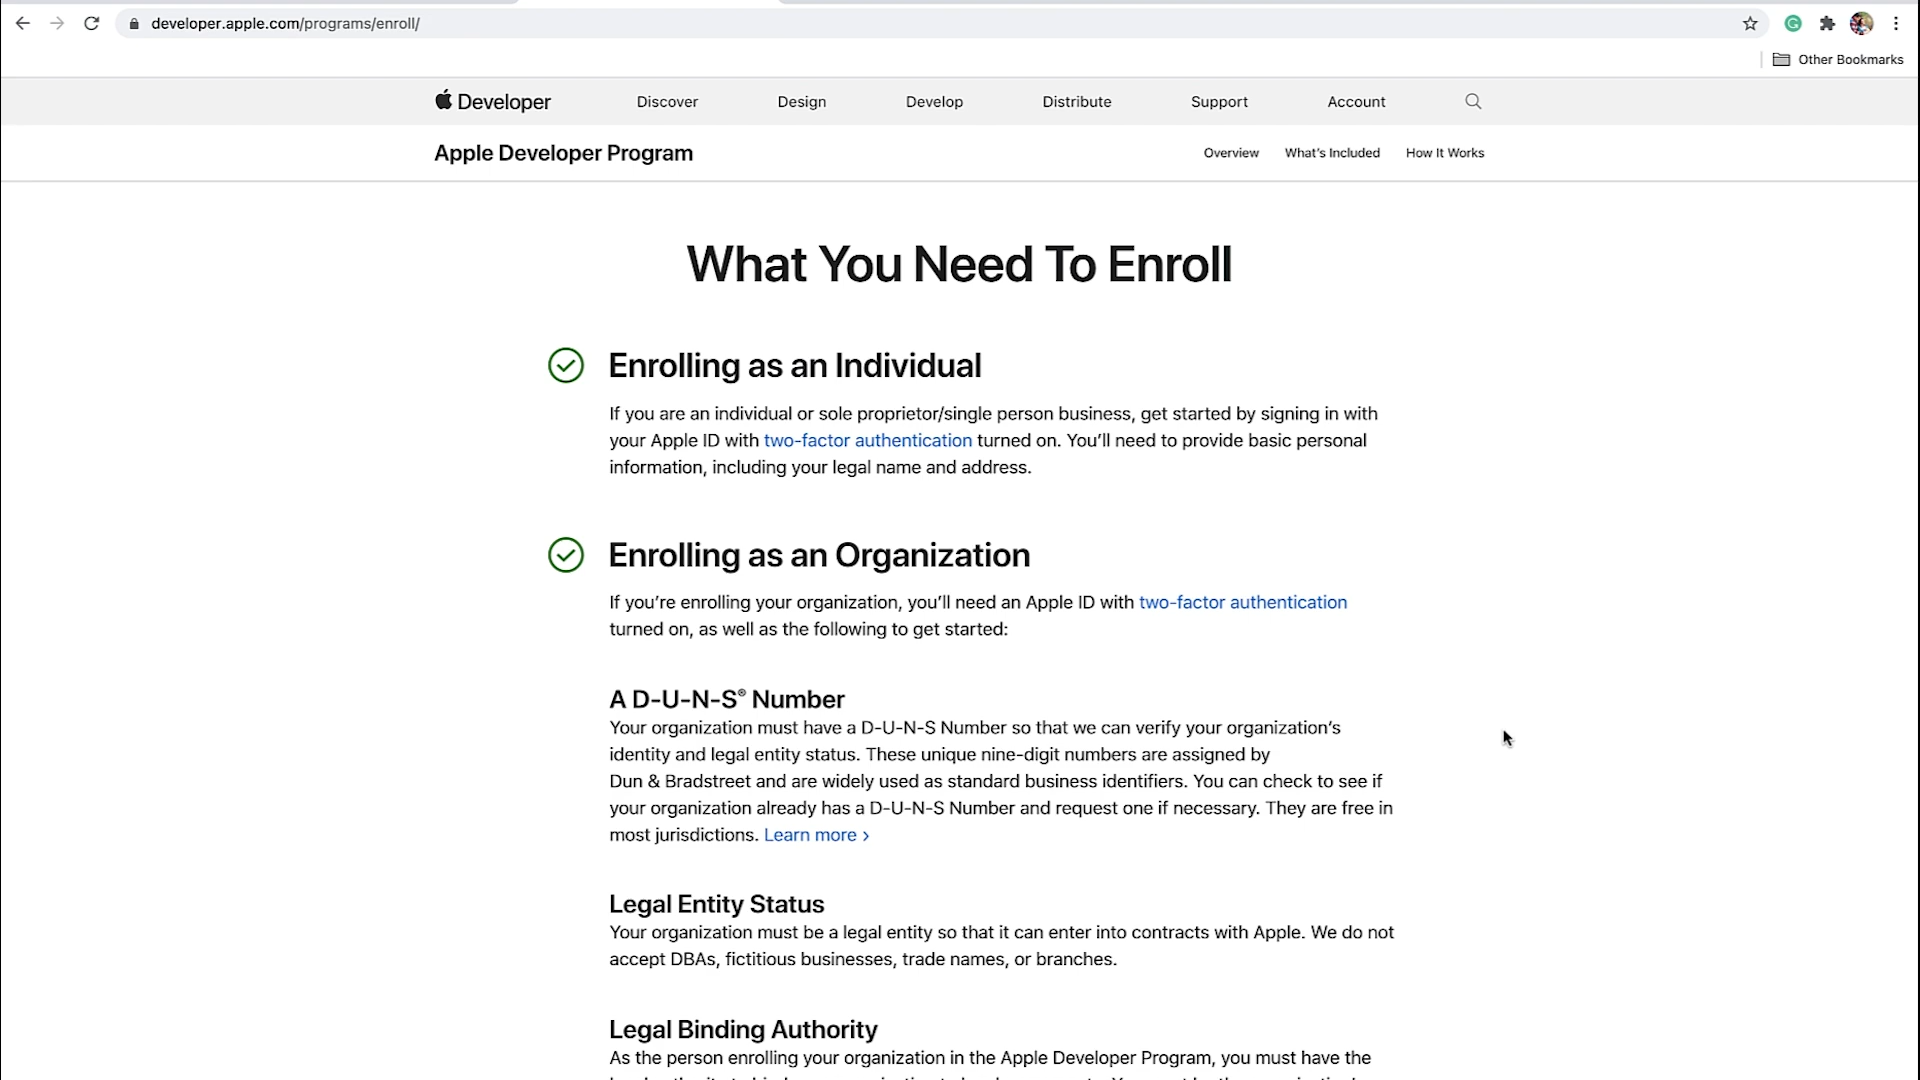 developer.apple.com/programs/enroll/
Other Bookmarks
Developer Discover Design Develop Distribute Support Account
Apple Developer Program Overview What's Included How It Works
What You Need To Enroll
Enrolling as an Individual
If you are an individual or sole proprietor/single person business, get started by signing in with
your Apple ID with two-factor authentication turned on. You’ll need to provide basic personal
information, including your legal name and address.
Enrolling as an Organization
If you’re enrolling your organization, you’ll need an Apple ID with two-factor authentication
turned on, as well as the following to get started:
A D-U-N-S® Number
Your organization must have a D-U-N-S Number so that we can verify your organization’s
identity and legal entity status. These unique nine-digit numbers are assigned by
Dun & Bradstreet and are widely used as standard business identifiers. You can check to see if
your organization already has a D-U-N-S Number and request one if necessary. They are free in
most jurisdictions. Learn more ›
Legal Entity Status
Your organization must be a legal entity so that it can enter into contracts with Apple. We do not
accept DBAs, fictitious businesses, trade names, or branches.
Legal Binding Authority
As the person enrolling your organization in the Apple Developer Program, you must have the